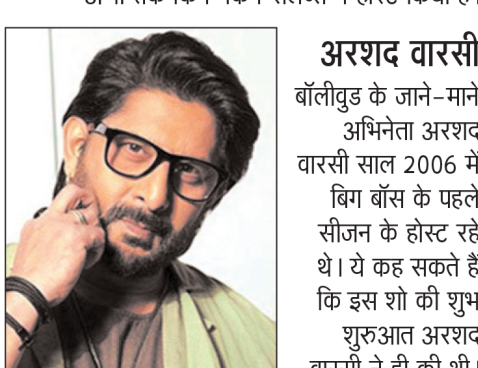 अरशद वारसी
बॉलीवुड के जाने-माने
अभिनेता अरशद
वारसी साल 2006 में
बिग बॉस के पहले
सीजन के होस्ट रहे
थे। ये कह सकते हैं
कि इस शो की शुभ
शुरुआत अरशद
वारसी ने ही की थी।